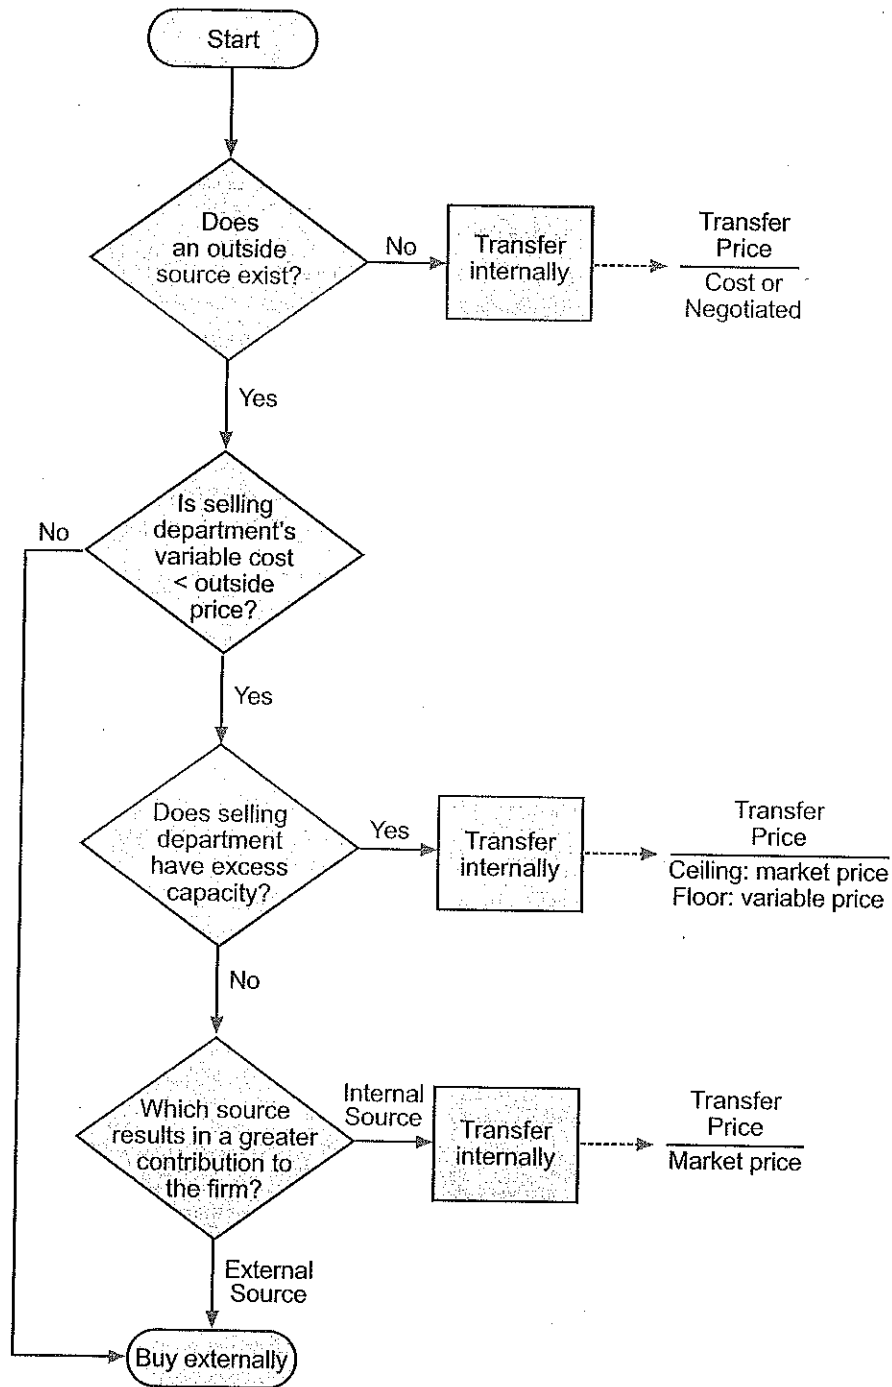 Start
Does
an outside
source exist?
No
Transfer
internally
Transfer
Price
Cost or
Negotiated
Yes
Is selling
department's
variable cost
< outside
price?
No
Yes
Does selling
department
have excess
capacity?
Yes
Transfer
internally
Transfer
Price
Ceiling: market price
Floor: variable price
No
Which source
results in a greater
contribution to
the firm?
Internal
Source
Transfer
internally
Transfer
Price
Market price
External
Source
Buy externally